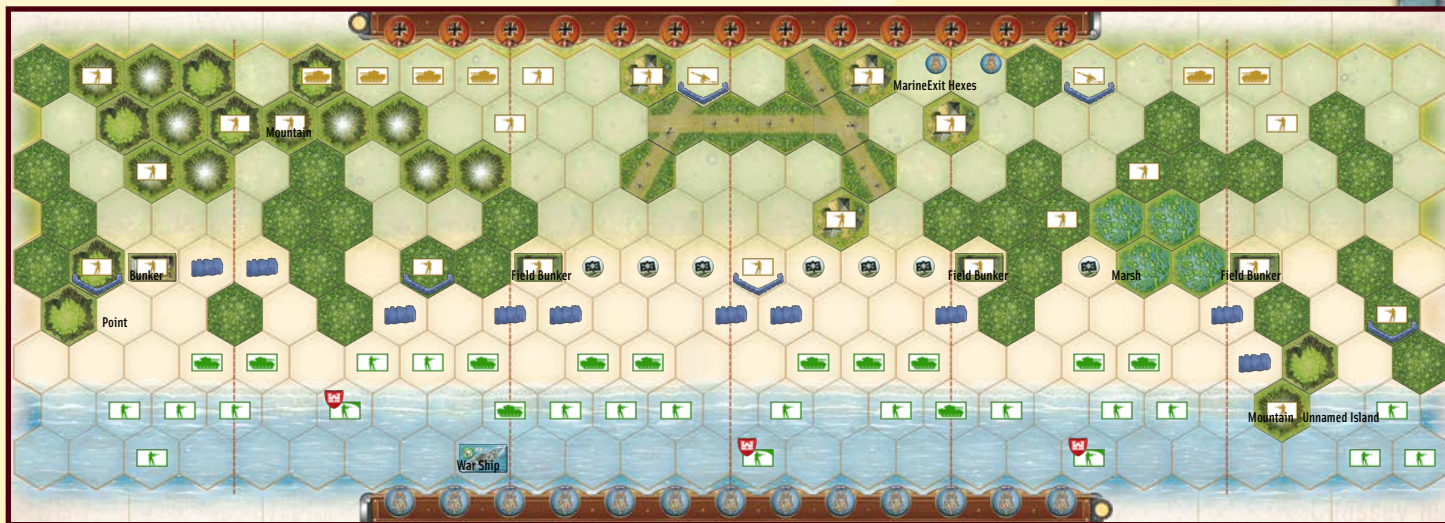 MarineExit Hexes
Mountain
Bunker
Field Bunker
Field Bunker
Marsh
Field Bunker
Point
Mountain
Unnamed Island
War Ship